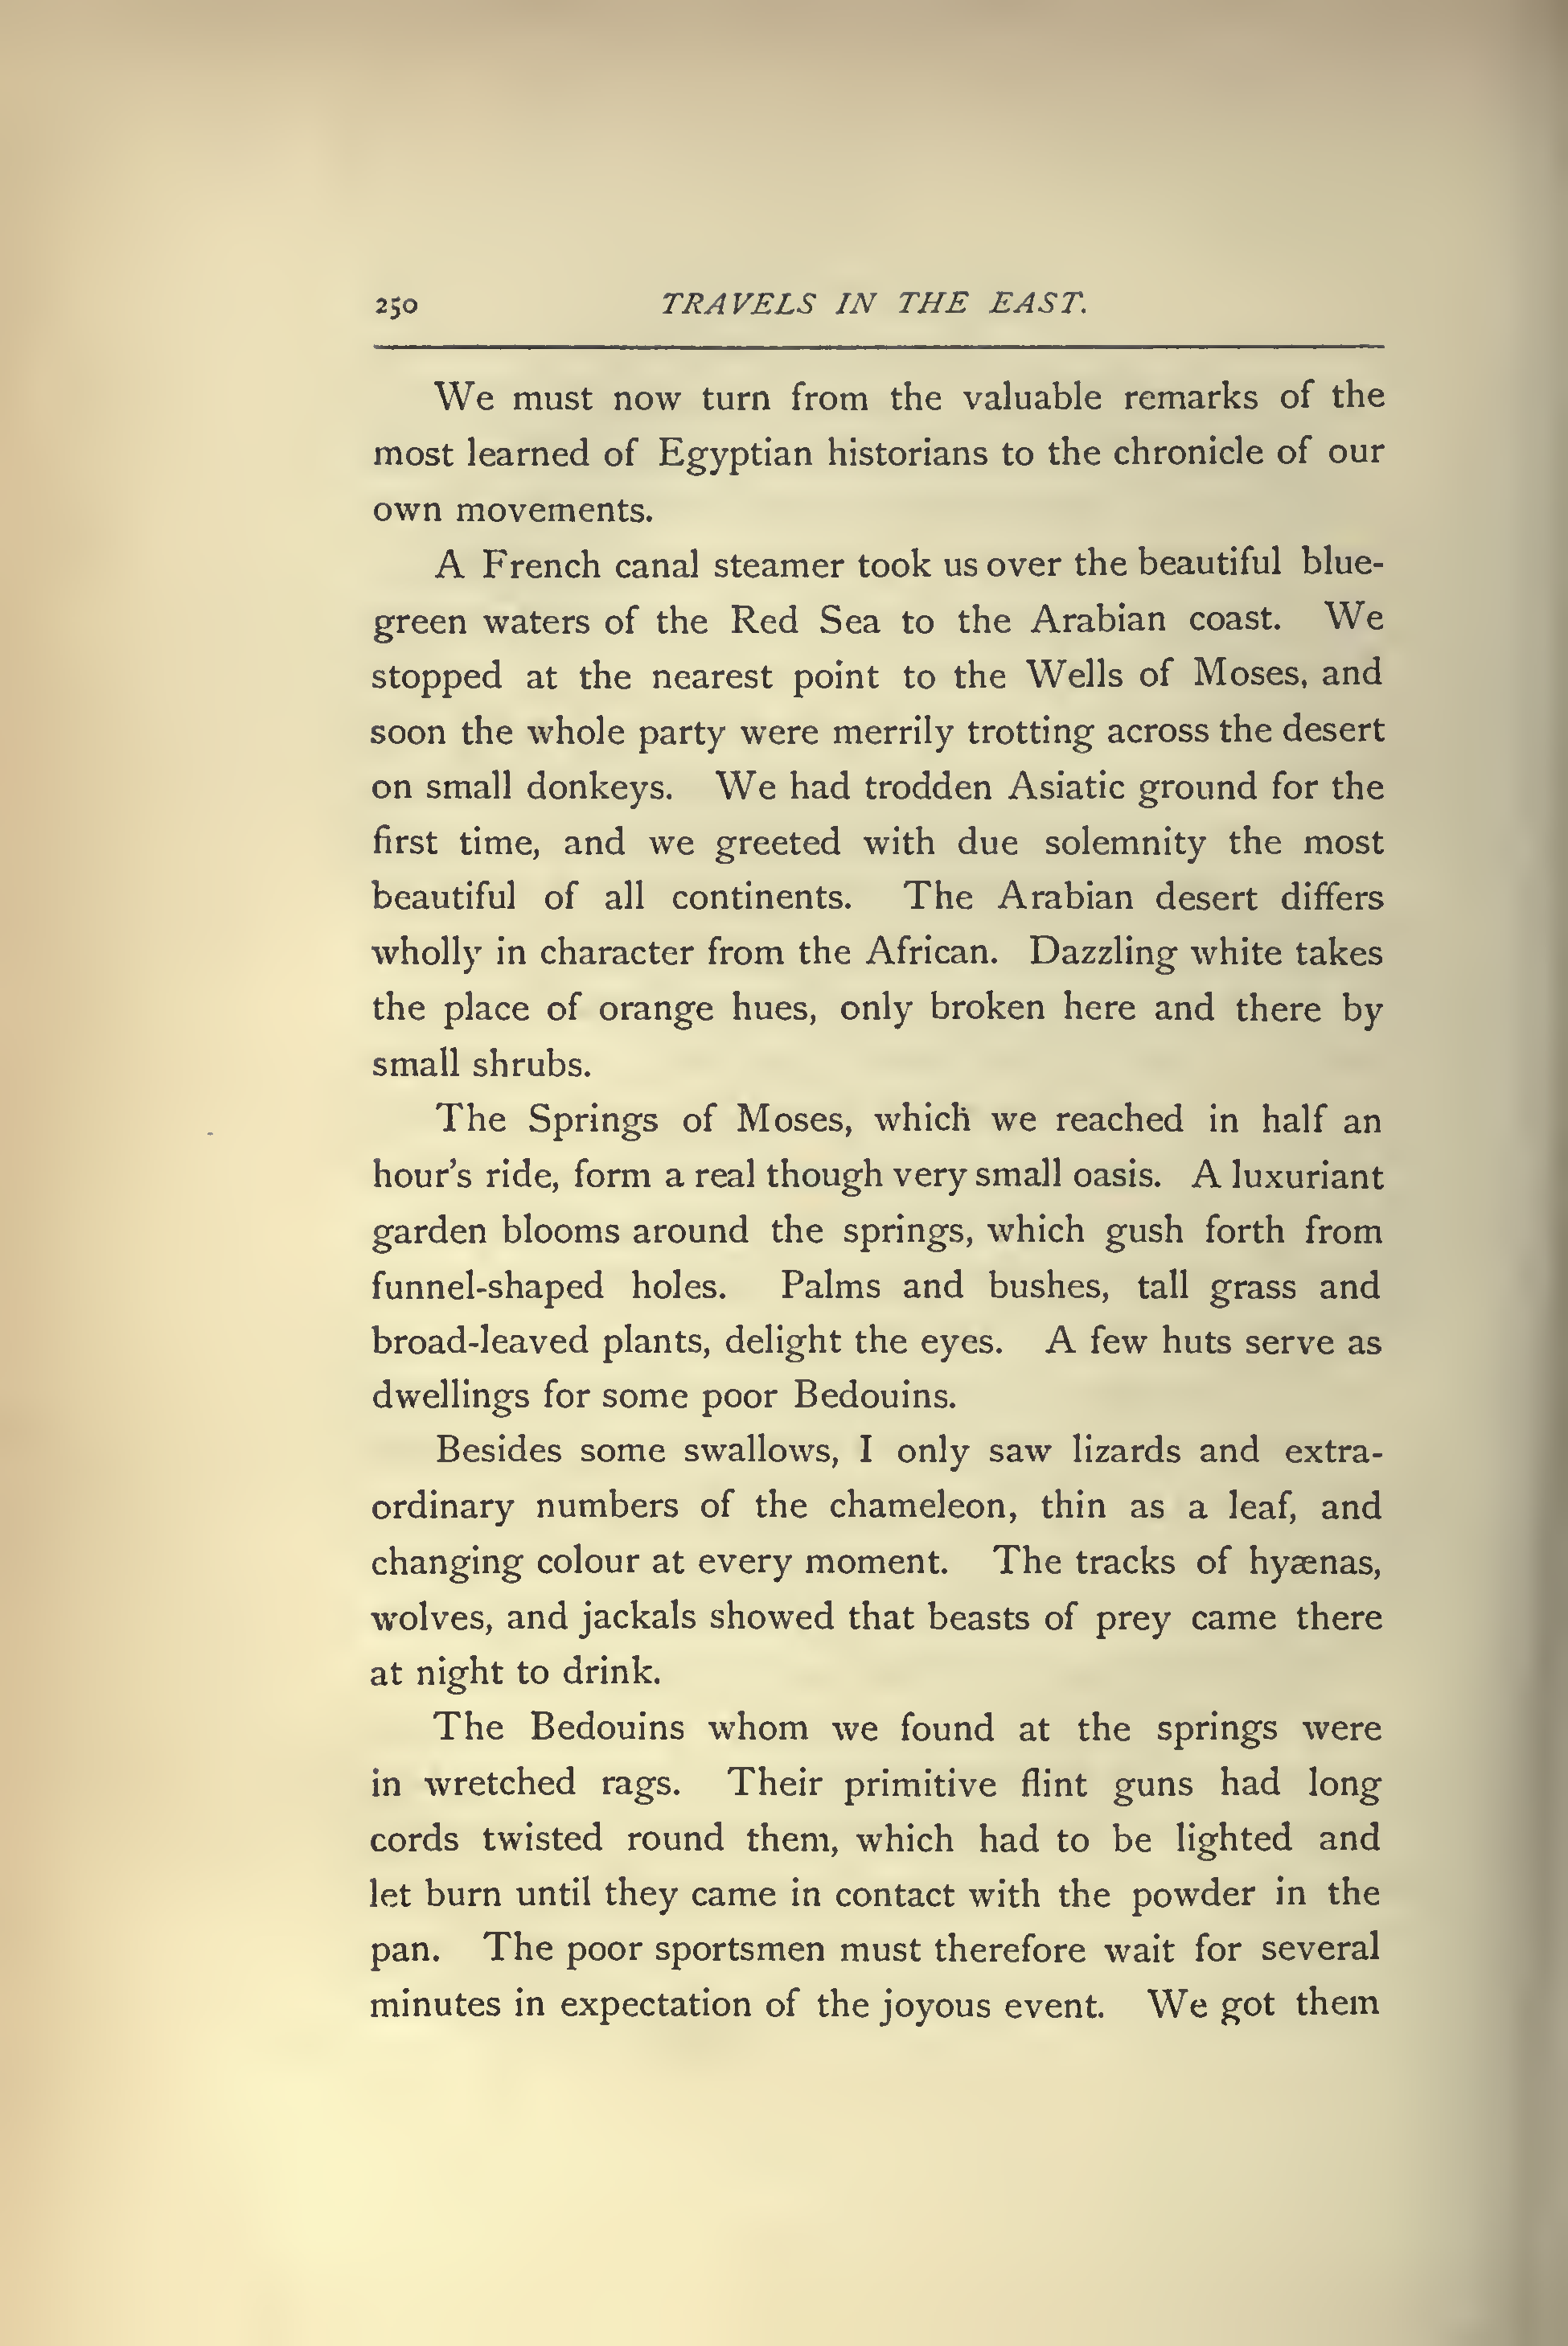 250 TRAVELS IN THE EAST.
We must now turn from the valuable remarks of the
most learned of Egyptian historians to the chronicle of our
own movements.
A French canal steamer took us over the beautiful blue-
green waters of the Red Sea to the Arabian coast. We
stopped at the nearest point to the Wells of Moses, and
soon the whole party were merrily trotting across the desert
on small donkeys. We had trodden Asiatic ground for the
first time, and we greeted with due solemnity the most
beautiful of all continents. The Arabian desert differs
wholly in character from the African. Dazzling white takes
the place of orange hues, only broken here and there by
small shrubs.
The Springs of Moses, which we reached in half an
hour's ride, form a real though very small oasis. A luxuriant
garden blooms around the springs, which gush forth from
funnel-shaped holes. Palms and bushes, tall grass and
broad-leaved plants, delight the eyes. A few huts serve as
dwellings for some poor Bedouins.
Besides some swallows, I only saw lizards and extra-
ordinary numbers of the chameleon, thin as a leaf, and
changing colour at every moment. The tracks of hyænas,
wolves, and jackals showed that beasts of prey came there
at night to drink.
The Bedouins whom we found at the springs were
in wretched rags. Their primitive flint guns had long
cords twisted round them, which had to be lighted and
let burn until they came in contact with the powder in the
pan. The poor sportsmen must therefore wait for several
minutes in expectation of the joyous event. We got them